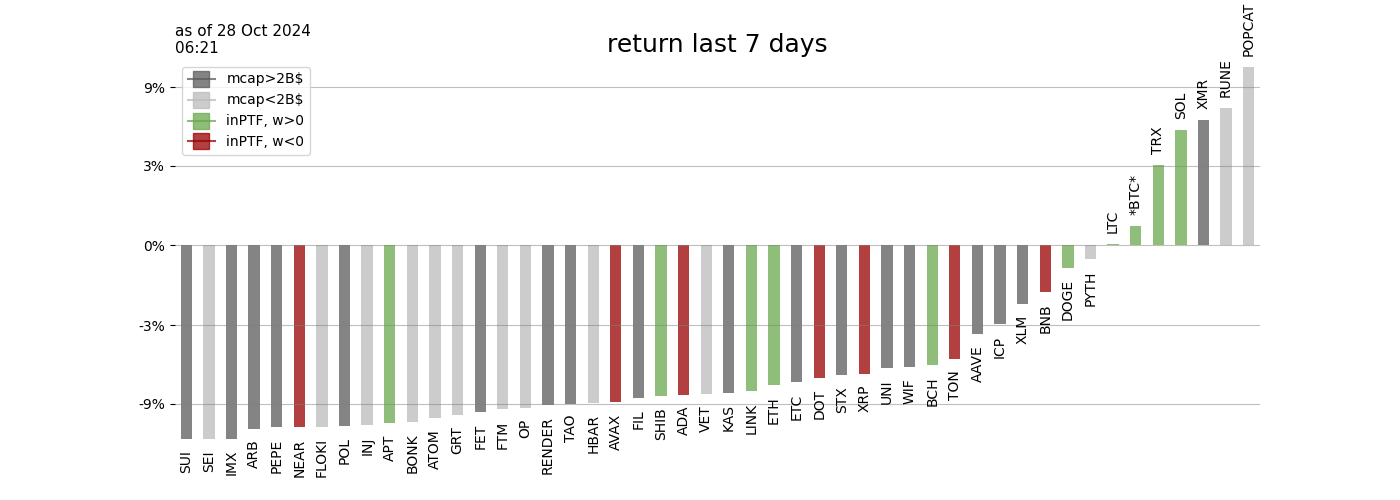 as of 28 Oct 2024
06:21
return last 7 days
mcap>2B$
mcap<2B$
inPTF, w>0
inPTF, w<0
9%
3%
0%
-3%
-9%
SUI
SEI
IMX
ARB
PEPE
NEAR
FLOKI
POL
INJ
APT
BONK
ATOM
GRT
FET
FTM
OP
RENDER
TAO
HBAR
AVAX
FIL
SHIB
ADA
VET
KAS
LINK
ETH
ETC
DOT
STX
XRP
UNI
WIF
BCH
TON
AAVE
ICP
XLM
BNB
DOGE
PYTH
LTC
*BTC*
TRX
SOL
XMR
RUNE
POPCAT